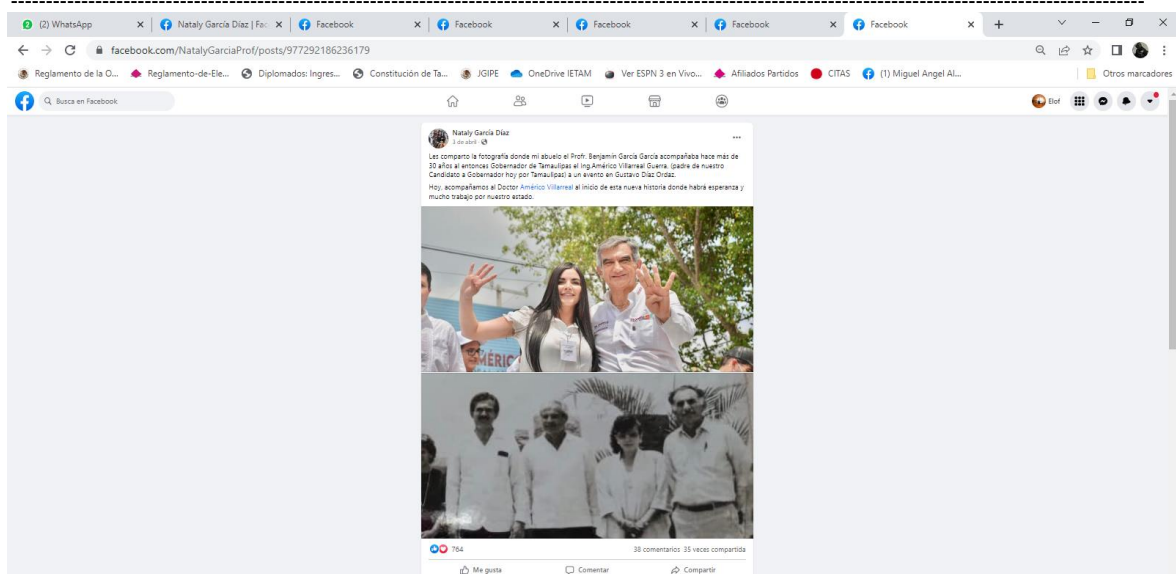 (2) WhatsApp
Nataly García Díaz | Fac
Facebook
Facebook
Facebook
Facebook
Facebook
facebook.com/NatalyGarciaProf/posts/977292186236179
Reglamento de la O...
Reglamento-de-Ele...
Diplomados: Ingres...
Constitución de Ta...
JGIPE
OneDrive IETAM
Ver ESPN 3 en Vivo...
Afiliados Partidos
CITAS
(1) Miguel Angel Al...
Otros marcadores
Busca en Facebook
Elof
Nataly García Díaz
3 de abril
Les comparto la fotografía donde mi abuelo el Profr. Benjamín García García acompañaba hace más de
30 años al entonces Gobernador de Tamaulipas el ing.Américo Villarreal Guerra, (padre de nuestro
Candidato a Gobernador hoy por Tamaulipas) a un evento en Gustavo Díaz Ordaz.
Hoy, acompañamos al Doctor Américo Villarreal al inicio de esta nueva historia donde habrá esperanza y
mucho trabajo por nuestro estado.
AMÉRIC
764
38 comentarios 35 veces compartida
Me gusta
Comentar
Compartir